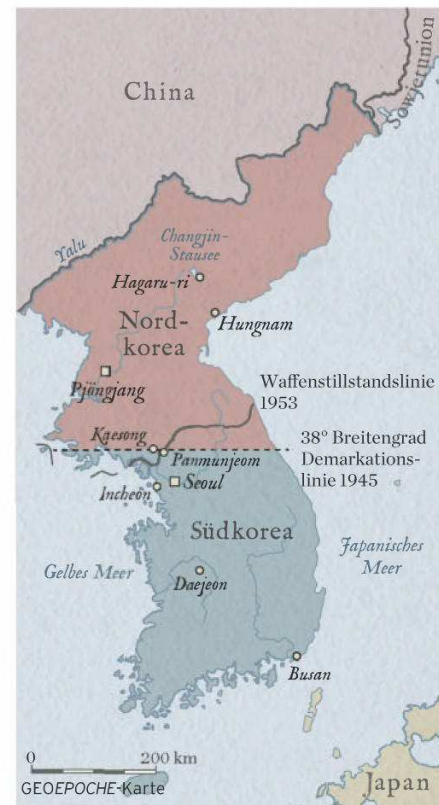 China
Sowjetunion
Yalu
Changjin-
Stausee
Hagaru-ri
Hungnam
Nord-
korea
Pjöngjang
Waffenstillstandslinie
1953
Kaesong
38° Breitengrad
Demarkations-
linie 1945
Panmunjeom
Incheon
Seoul
Südkorea
Gelbes Meer
Japanisches
Meer
Daejeon
Busan
0 200 km
GEOEPOCHE-Karte
Japan